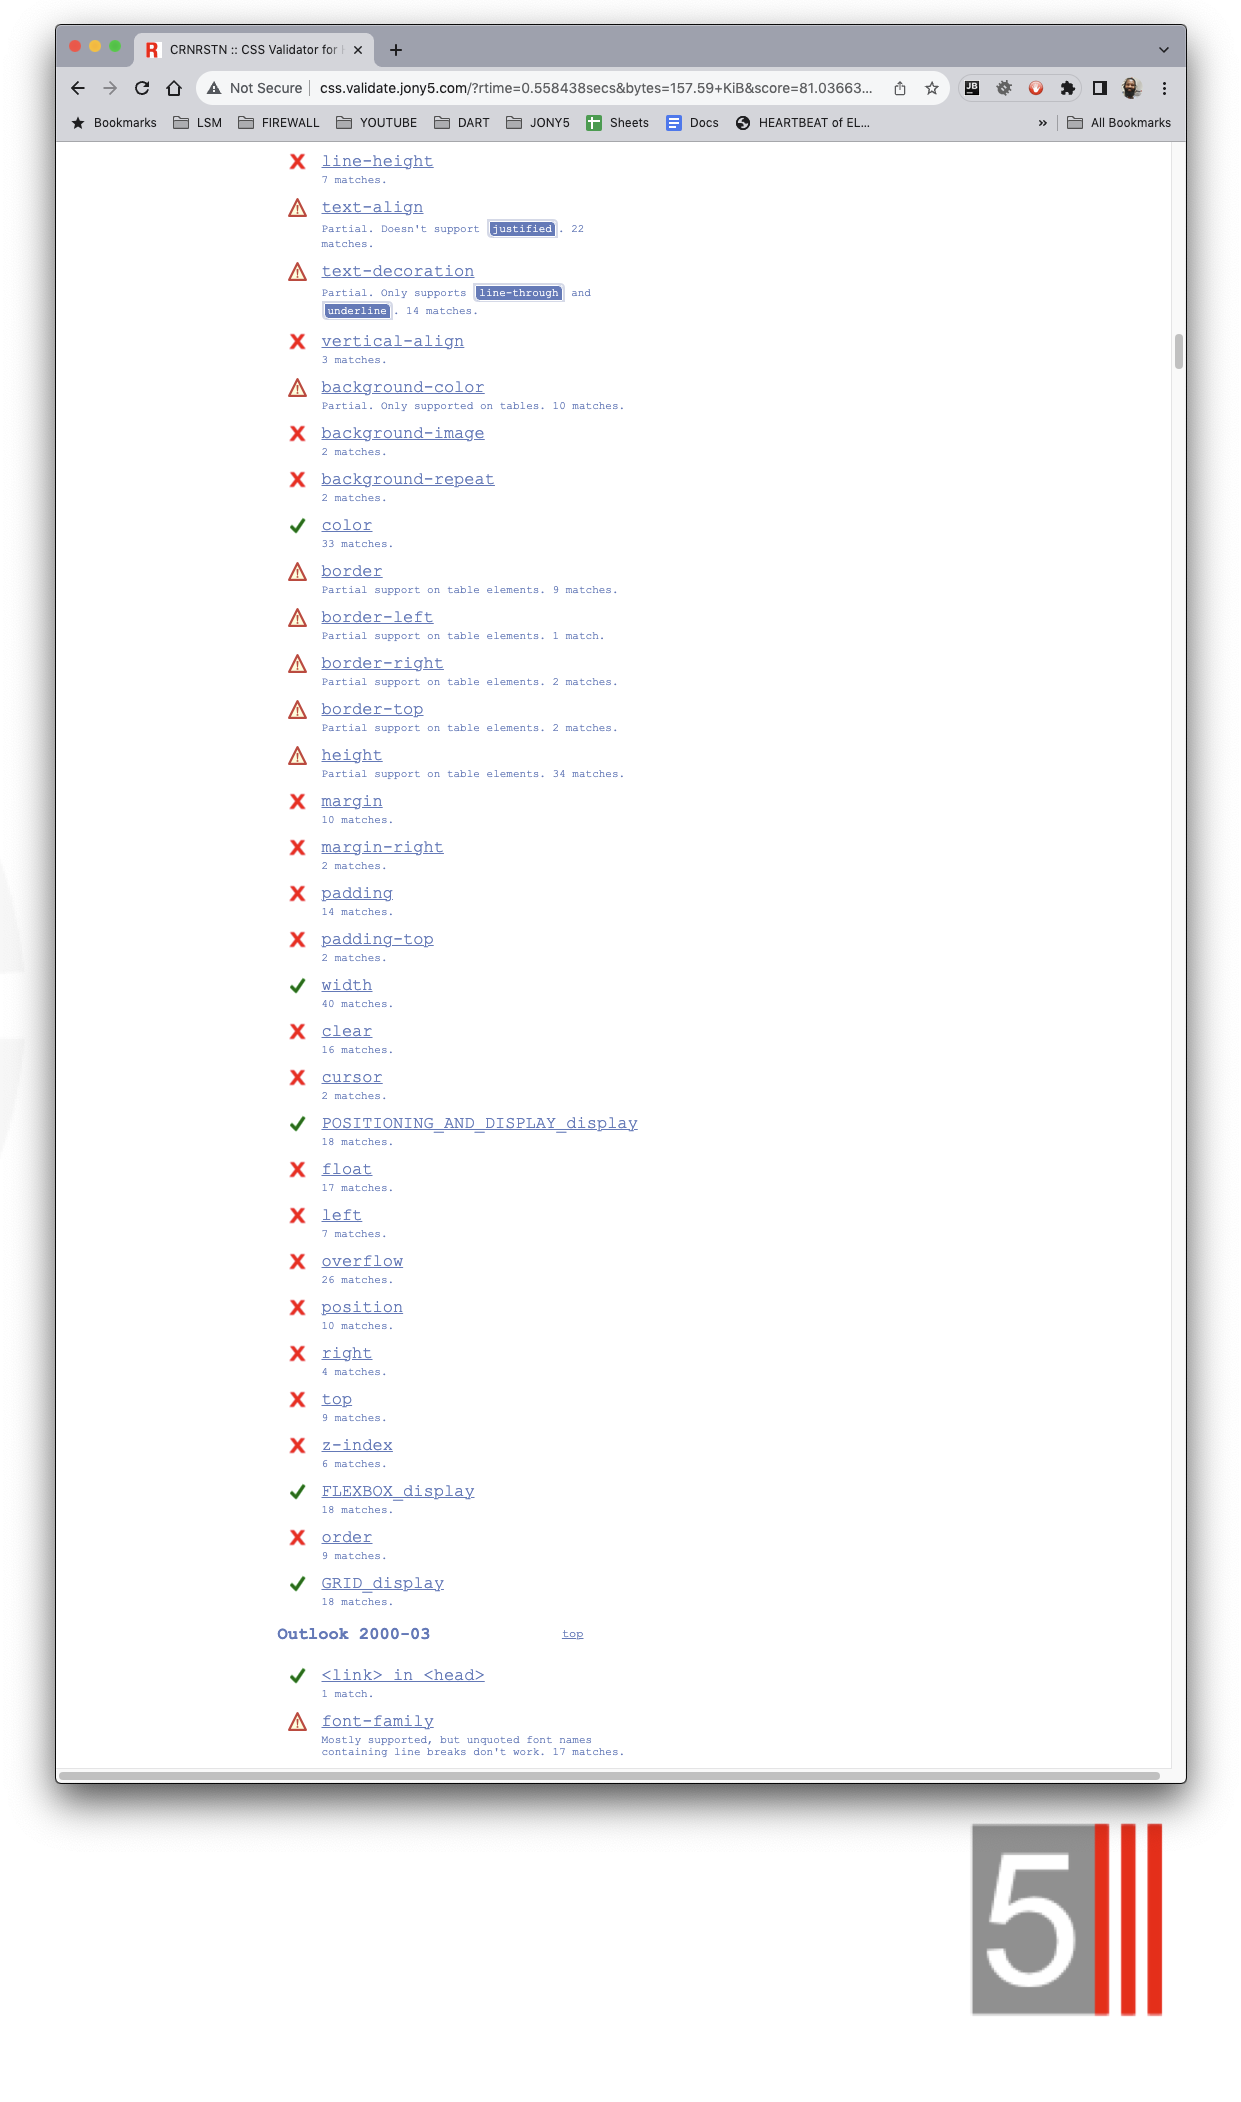 CRNRSTN :: CSS Validator for
Not Secure
css.validate.jony5.com/?rtime=0.558438secs&bytes=157.59+KiB&score=81.03663...
JB
Bookmarks
LSM
FIREWALL
YOUTUBE
DART
JONY5
Sheets
Docs
HEARTBEAT of EL...
»
All Bookmarks
line-height
7 matches.
text-align
Partial. Doesn't support justified. 22
matches.
text-decoration
Partial. Only supports line-through and
underline. 14 matches.
vertical-align
3 matches.
background-color
Partial. Only supported on tables. 10 matches.
background-image
2 matches.
background-repeat
2 matches.
color
33 matches.
border
Partial support on table elements. 9 matches.
border-left
Partial support on table elements. 1 match.
border-right
Partial support on table elements. 2 matches.
border-top
Partial support on table elements. 2 matches.
height
Partial support on table elements. 34 matches.
margin
10 matches.
margin-right
2 matches.
padding
14 matches.
padding-top
2 matches.
width
40 matches.
clear
16 matches.
cursor
2 matches.
POSITIONING_AND_DISPLAY_display
18 matches.
float
17 matches.
left
7 matches.
overflow
26 matches.
position
10 matches.
right
4 matches.
top
9 matches.
z-index
6 matches.
FLEXBOX_display
18 matches.
order
9 matches.
GRID_display
18 matches.
Outlook 2000-03 top
<link> in <head>
1 match.
font-family
Mostly supported, but unquoted font names
containing line breaks don't work. 17 matches.
5